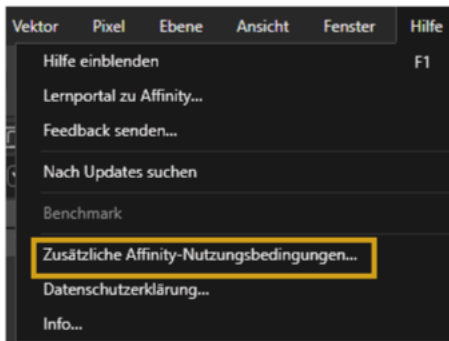 Vektor Pixel Ebene Ansicht Fenster Hilfe
Hilfe einblenden F1
Lernportal zu Affinity...
Feedback senden...
Nach Updates suchen
Benchmark
Zusätzliche Affinity-Nutzungsbedingungen...
Datenschutzerklärung...
Info...